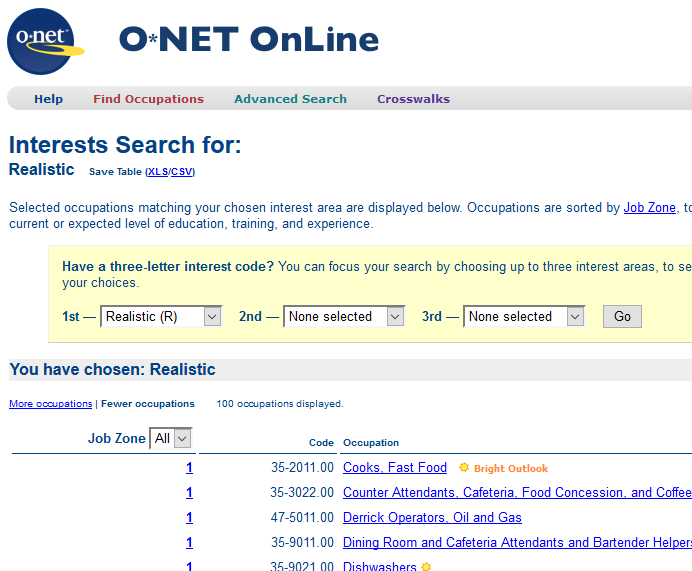 o·net
O*NET OnLine
Help Find Occupations Advanced Search Crosswalks
Interests Search for:
Realistic Save Table (XLS/CSV)
Selected occupations matching your chosen interest area are displayed below. Occupations are sorted by Job Zone,
current or expected level of education, training, and experience.
Have a three-letter interest code? You can focus your search by choosing up to three interest areas, to
your choices.
1st — Realistic (R) 2nd — None selected 3rd — None selected Go
You have chosen: Realistic
More occupations | Fewer occupations 100 occupations displayed.
Job Zone All Code Occupation
1 35-2011.00 Cooks, Fast Food Bright Outlook
1 35-3022.00 Counter Attendants, Cafeteria, Food Concession, and Coffee
1 47-5011.00 Derrick Operators, Oil and Gas
1 35-9011.00 Dining Room and Cafeteria Attendants and Bartender Helpers
1 35-9021.00 Dishwashers